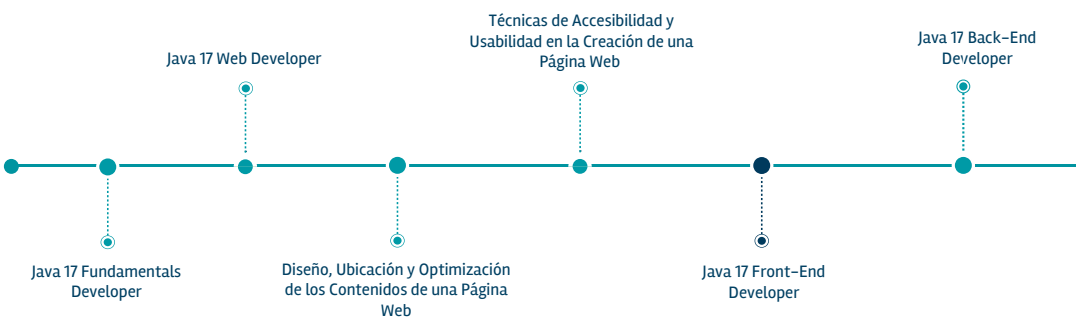 Java 17 Fundamentals
Developer
Java 17 Web Developer
Diseño, Ubicación y Optimización
de los Contenidos de una Página
Web
Técnicas de Accesibilidad y
Usabilidad en la Creación de una
Página Web
Java 17 Front-End
Developer
Java 17 Back-End
Developer